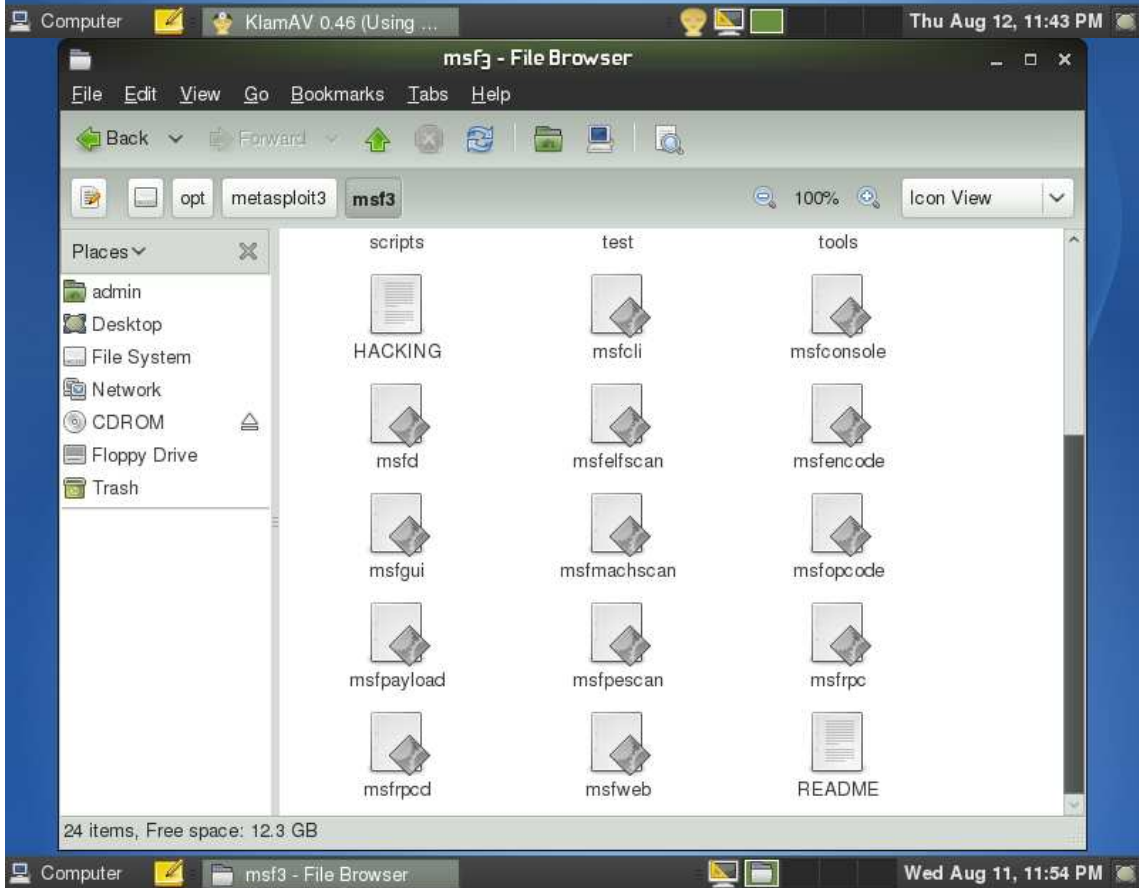 Computer
KlamAV 0.46 (Using ...
Thu Aug 12, 11:43 PM
msf3 - File Browser
File Edit View Go Bookmarks Tabs Help
Back Forward
opt metasploit3 msf3 100% Icon View
Places
admin
Desktop
File System
Network
CDROM
Floppy Drive
Trash
scripts test tools
HACKING msfcli msfconsole
msfd msfelfscan msfencode
msfgui msfmachscan msfopcode
msfpayload msfpescan msfrpc
msfrpcd msfweb README
24 items, Free space: 12.3 GB
Computer
msf3 - File Browser
Wed Aug 11, 11:54 PM